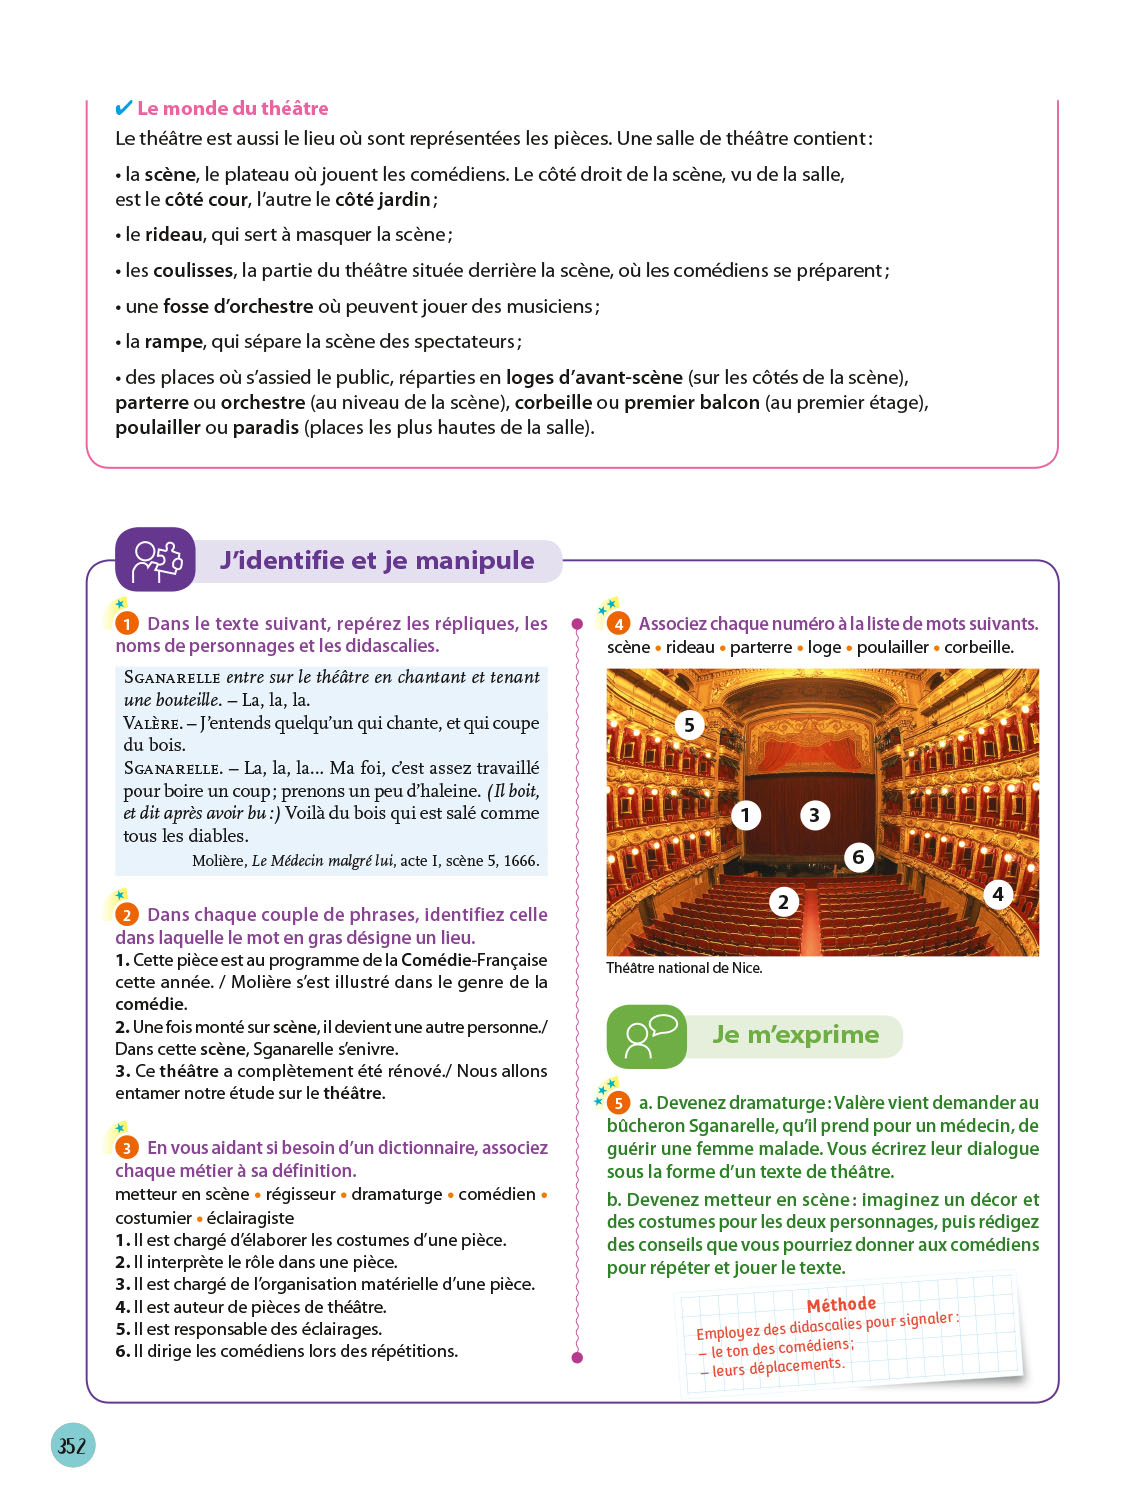 ✔ Le monde du théâtre
Le théâtre est aussi le lieu où sont représentées les pièces. Une salle de théâtre contient :
• la scène, le plateau où jouent les comédiens. Le côté droit de la scène, vu de la salle,
est le côté cour, l'autre le côté jardin ;
• le rideau, qui sert à masquer la scène ;
• les coulisses, la partie du théâtre située derrière la scène, où les comédiens se préparent ;
• une fosse d'orchestre où peuvent jouer des musiciens ;
• la rampe, qui sépare la scène des spectateurs ;
• des places où s'assied le public, réparties en loges d'avant-scène (sur les côtés de la scène),
parterre ou orchestre (au niveau de la scène), corbeille ou premier balcon (au premier étage),
poulailler ou paradis (places les plus hautes de la salle).
J'identifie et je manipule
1 Dans le texte suivant, repérez les répliques, les
noms de personnages et les didascalies.
SGANARELLE entre sur le théâtre en chantant et tenant
une bouteille. – La, la, la.
VALÈRE. – J'entends quelqu'un qui chante, et qui coupe
du bois.
SGANARELLE. – La, la, la... Ma foi, c'est assez travaillé
pour boire un coup ; prenons un peu d'haleine. (Il boit,
et dit après avoir bu :) Voilà du bois qui est salé comme
tous les diables.
Molière, Le Médecin malgré lui, acte I, scène 5, 1666.
2 Dans chaque couple de phrases, identifiez celle
dans laquelle le mot en gras désigne un lieu.
1. Cette pièce est au programme de la Comédie-Française
cette année. / Molière s'est illustré dans le genre de la
comédie.
2. Une fois monté sur scène, il devient une autre personne./
Dans cette scène, Sganarelle s'enivre.
3. Ce théâtre a complètement été rénové./ Nous allons
entamer notre étude sur le théâtre.
3 En vous aidant si besoin d'un dictionnaire, associez
chaque métier à sa définition.
metteur en scène • régisseur • dramaturge • comédien •
costumier • éclairagiste
1. Il est chargé d'élaborer les costumes d'une pièce.
2. Il interprète le rôle dans une pièce.
3. Il est chargé de l'organisation matérielle d'une pièce.
4. Il est auteur de pièces de théâtre.
5. Il est responsable des éclairages.
6. Il dirige les comédiens lors des répétitions.
4 Associez chaque numéro à la liste de mots suivants.
scène • rideau • parterre • loge • poulailler • corbeille.
5
1
3
6
2
4
Théâtre national de Nice.
Je m'exprime
5 a. Devenez dramaturge : Valère vient demander au
bûcheron Sganarelle, qu'il prend pour un médecin, de
guérir une femme malade. Vous écrirez leur dialogue
sous la forme d'un texte de théâtre.
b. Devenez metteur en scène : imaginez un décor et
des costumes pour les deux personnages, puis rédigez
des conseils que vous pourriez donner aux comédiens
pour répéter et jouer le texte.
Méthode
Employez des didascalies pour signaler :
– le ton des comédiens ;
– leurs déplacements.
352